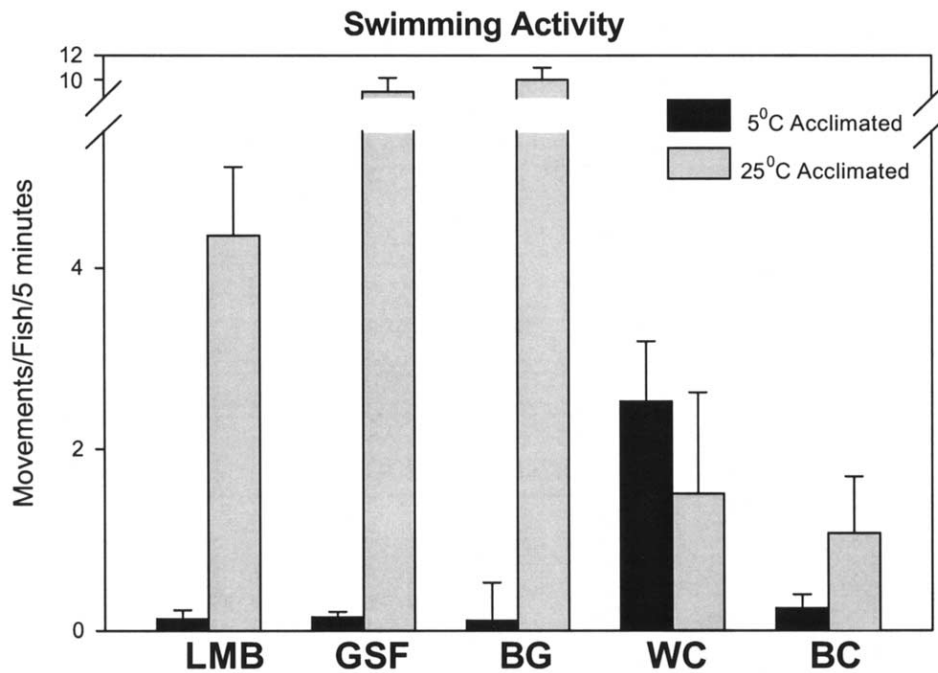 Swimming Activity
12
10
4
2
0
Movements/Fish/5 minutes
5⁰C Acclimated
25⁰C Acclimated
LMB GSF BG WC BC